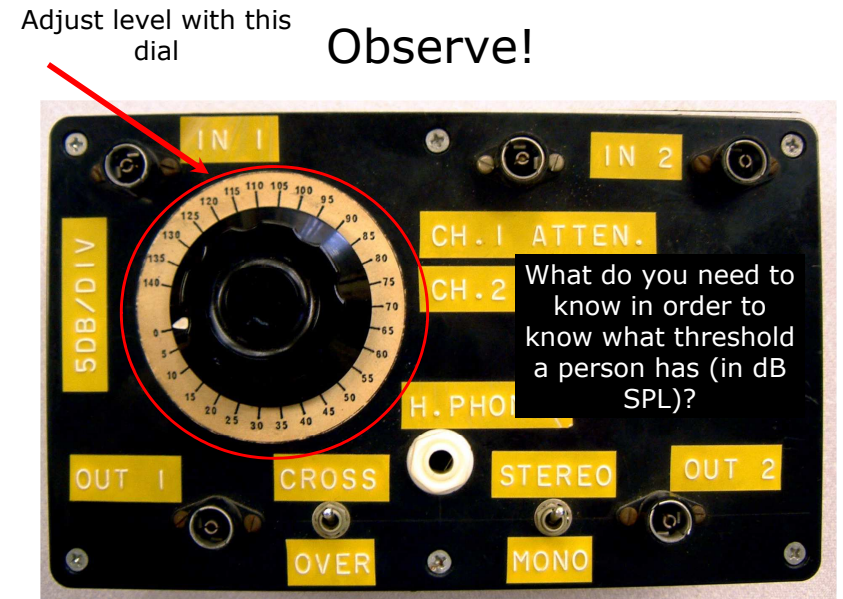 Adjust level with this
dial
Observe!
IN 1
IN 2
115 110 105 100
120 95
125 90
130 85
135 80
140 75
0 70
5 65
10 60
15 55
20 50
25 30 35 40 45
5DB/DIV
CH.1 ATTEN.
CH.2
What do you need to
know in order to
know what threshold
a person has (in dB
SPL)?
OUT 1
CROSS
OVER
STEREO
MONO
OUT 2